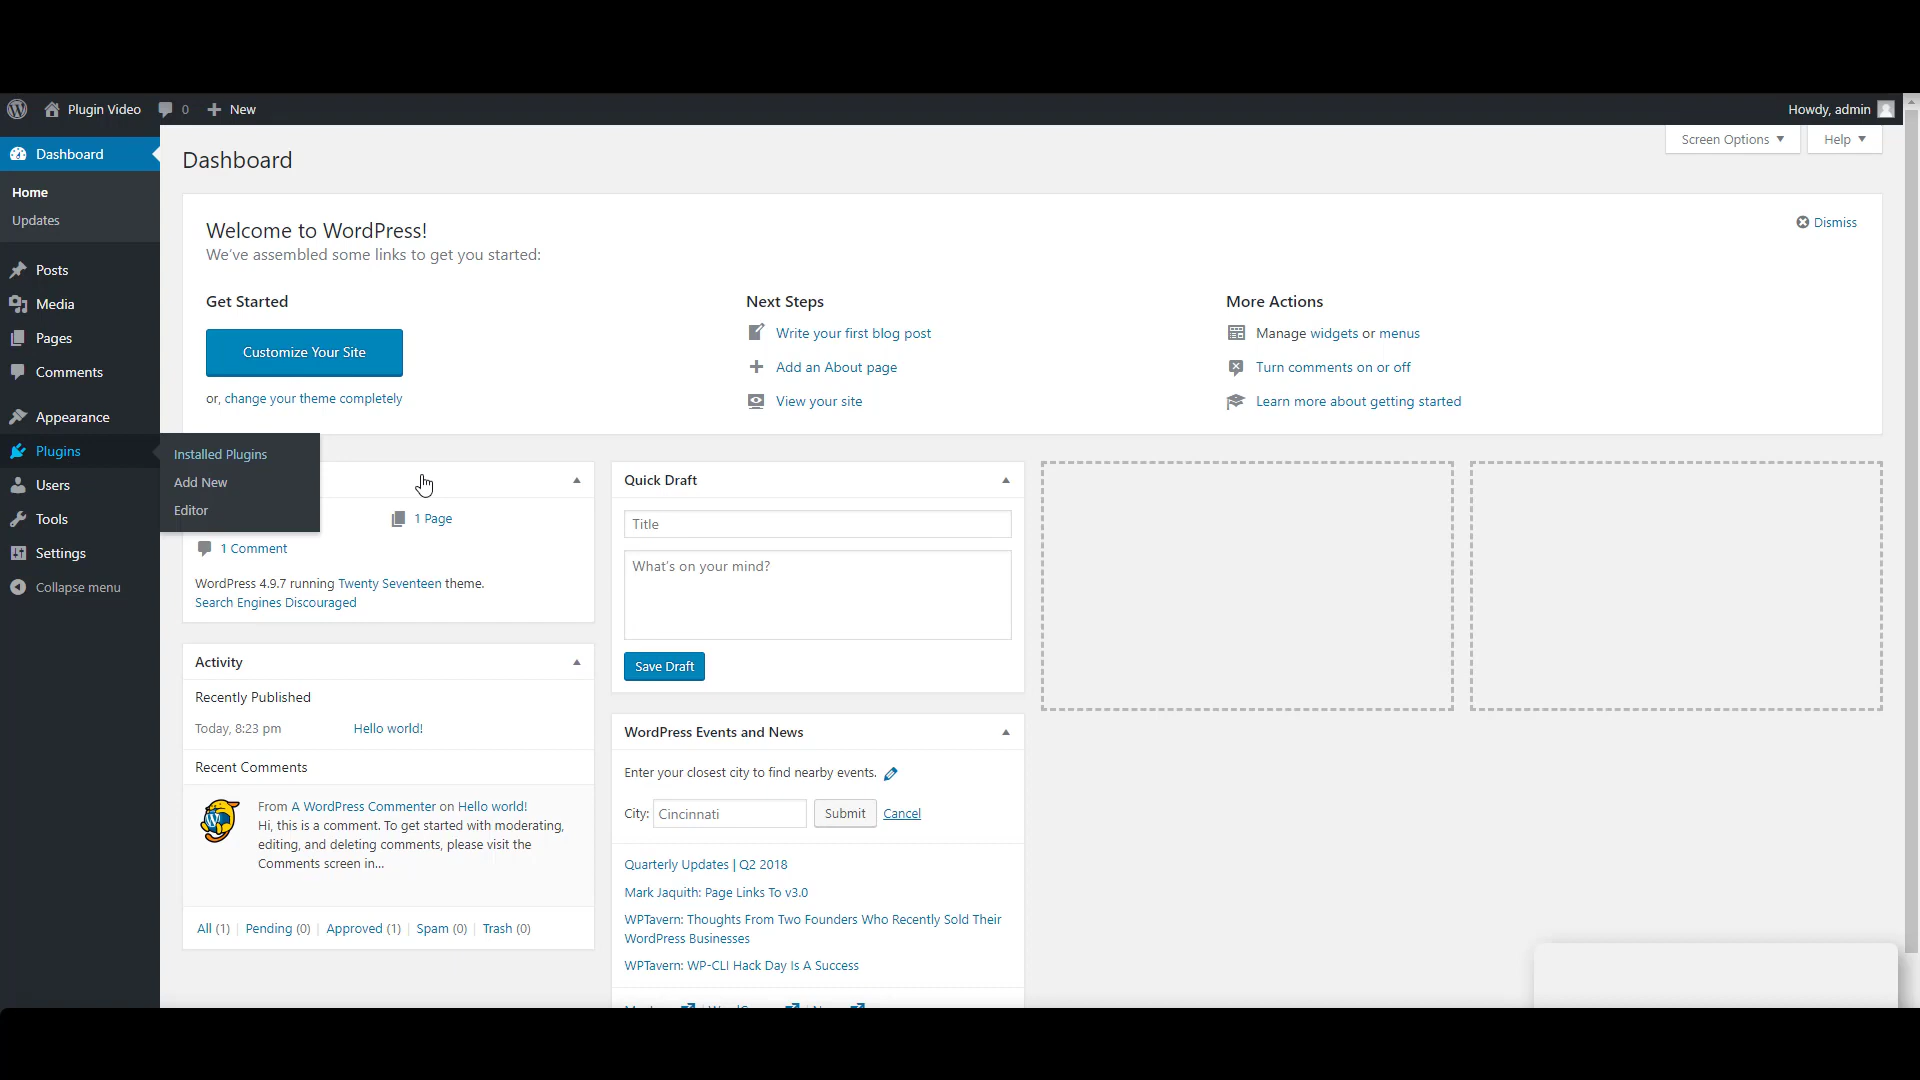 Plugin Video
0
New
Howdy, admin
Dashboard
Home
Updates
Posts
Media
Pages
Comments
Appearance
Plugins
Users
Tools
Settings
Collapse menu
Installed Plugins
Add New
Editor
Dashboard
Screen Options
Help
Welcome to WordPress!
We've assembled some links to get you started:
Dismiss
Get Started
Customize Your Site
or, change your theme completely
Next Steps
Write your first blog post
Add an About page
View your site
More Actions
Manage widgets or menus
Turn comments on or off
Learn more about getting started
1 Page
1 Comment
WordPress 4.9.7 running Twenty Seventeen theme.
Search Engines Discouraged
Activity
Recently Published
Today, 8:23 pm Hello world!
Recent Comments
From A WordPress Commenter on Hello world!
Hi, this is a comment. To get started with moderating,
editing, and deleting comments, please visit the
Comments screen in...
All (1) | Pending (0) | Approved (1) | Spam (0) | Trash (0)
Quick Draft
Title
What's on your mind?
Save Draft
WordPress Events and News
Enter your closest city to find nearby events.
City: Cincinnati Submit Cancel
Quarterly Updates | Q2 2018
Mark Jaquith: Page Links To v3.0
WPTavern: Thoughts From Two Founders Who Recently Sold Their
WordPress Businesses
WPTavern: WP-CLI Hack Day Is A Success